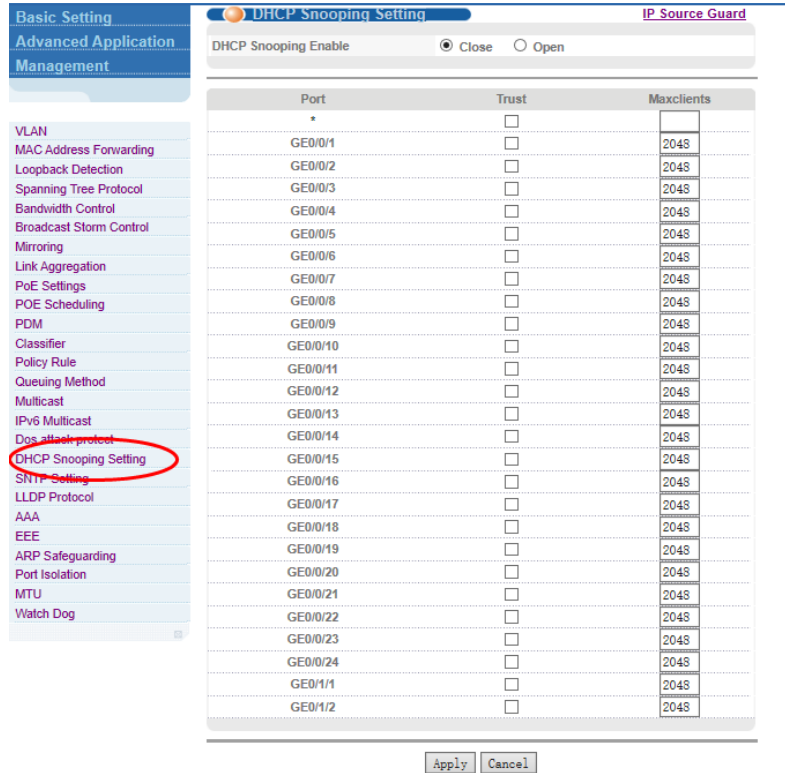 Basic Setting
Advanced Application
Management
VLAN
MAC Address Forwarding
Loopback Detection
Spanning Tree Protocol
Bandwidth Control
Broadcast Storm Control
Mirroring
Link Aggregation
PoE Settings
POE Scheduling
PDM
Classifier
Policy Rule
Queuing Method
Multicast
IPv6 Multicast
Dos attack protect
DHCP Snooping Setting
SNTP Setting
LLDP Protocol
AAA
EEE
ARP Safeguarding
Port Isolation
MTU
Watch Dog
DHCP Snooping Setting IP Source Guard
DHCP Snooping Enable Close Open
Port Trust Maxclients
*
GE0/0/1 2048
GE0/0/2 2048
GE0/0/3 2048
GE0/0/4 2048
GE0/0/5 2048
GE0/0/6 2048
GE0/0/7 2048
GE0/0/8 2048
GE0/0/9 2048
GE0/0/10 2048
GE0/0/11 2048
GE0/0/12 2048
GE0/0/13 2048
GE0/0/14 2048
GE0/0/15 2048
GE0/0/16 2048
GE0/0/17 2048
GE0/0/18 2048
GE0/0/19 2048
GE0/0/20 2048
GE0/0/21 2048
GE0/0/22 2048
GE0/0/23 2048
GE0/0/24 2048
GE0/1/1 2048
GE0/1/2 2048
Apply Cancel